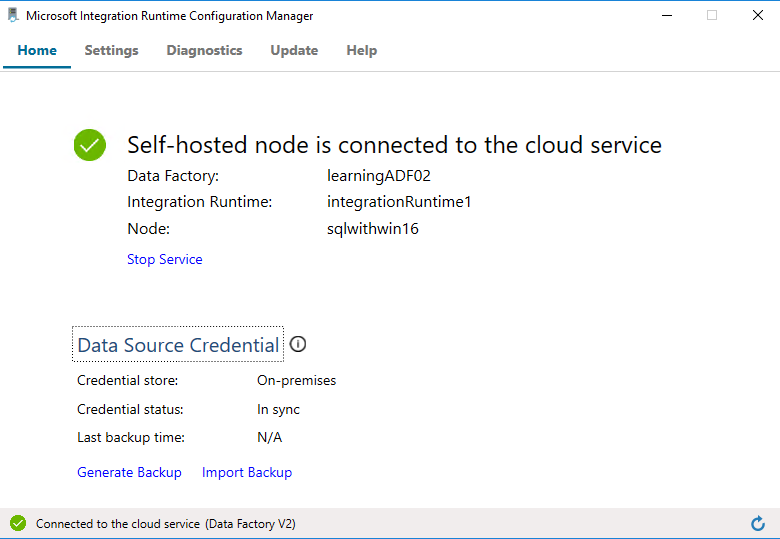 Microsoft Integration Runtime Configuration Manager
Home Settings Diagnostics Update Help
Self-hosted node is connected to the cloud service
Data Factory: learningADF02
Integration Runtime: integrationRuntime1
Node: sqlwithwin16
Stop Service
Data Source Credential
Credential store: On-premises
Credential status: In sync
Last backup time: N/A
Generate Backup Import Backup
Connected to the cloud service (Data Factory V2)